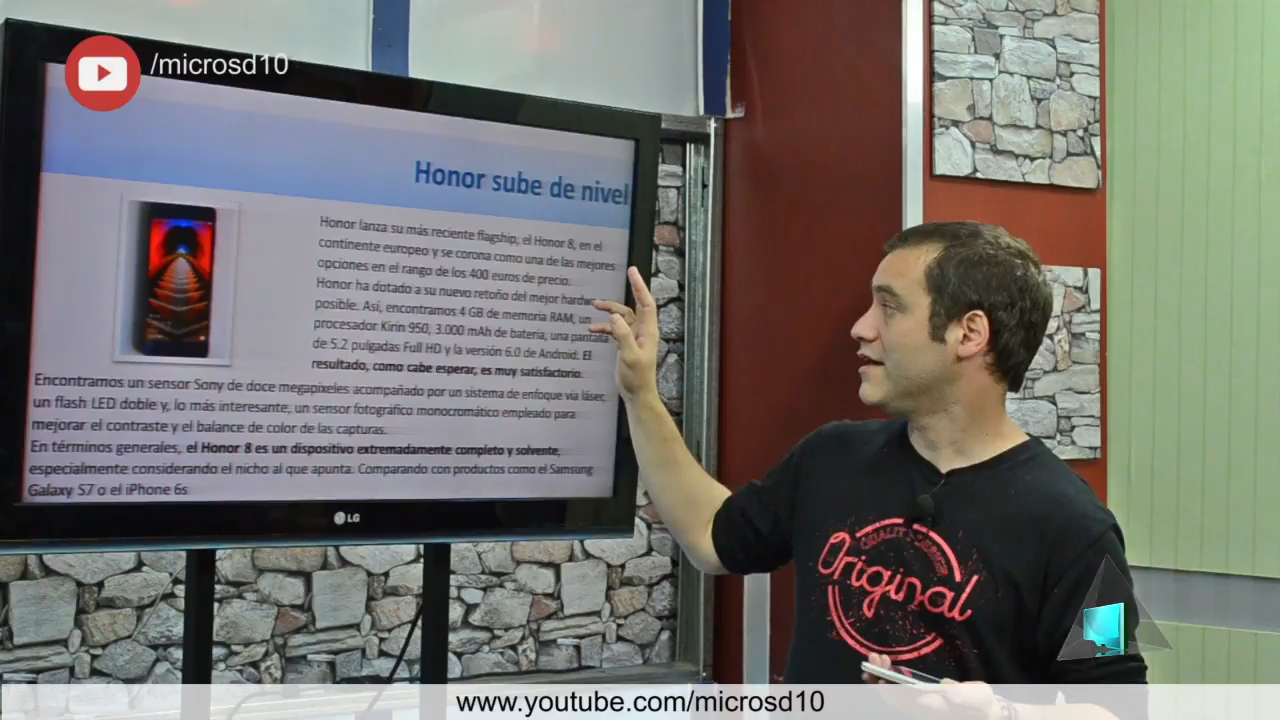 /microsd10
Honor sube de nivel
Honor lanza su más reciente flagship, el Honor 8, en el
continente europeo y se corona como una de las mejores
opciones en el rango de los 400 euros de precio.
Honor ha dotado a su nuevo retoño del mejor hardw
posible. Así, encontramos 4 GB de memoria RAM, un
procesador Kirin 950, 3.000 mAh de batería, una pantalla
de 5.2 pulgadas Full HD y la versión 6.0 de Android. El
resultado, como cabe esperar, es muy satisfactorio.
Encontramos un sensor Sony de doce megapixeles acompañado por un sistema de enfoque vía láser,
un flash LED doble y, lo más interesante, un sensor fotográfico monocromático empleado para
mejorar el contraste y el balance de color de las capturas.
En términos generales, el Honor 8 es un dispositivo extremadamente completo y solvente,
especialmente considerando el nicho al que apunta. Comparando con productos como el Samsung
Galaxy S7 o el iPhone 6s
LG
Original
www.youtube.com/microsd10